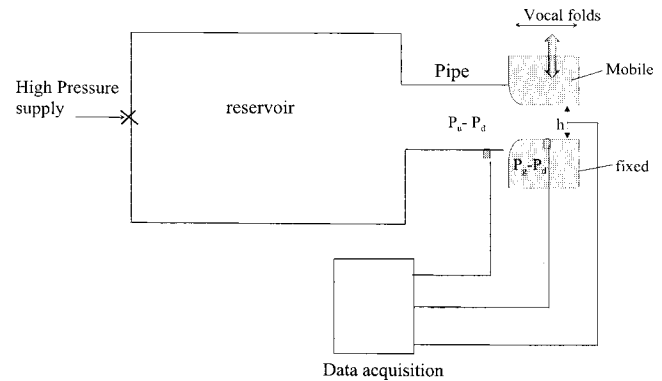 Vocal folds
High Pressure
supply
reservoir
Pipe
Mobile
Pu- Pd
h
Pg-Pd
fixed
Data acquisition